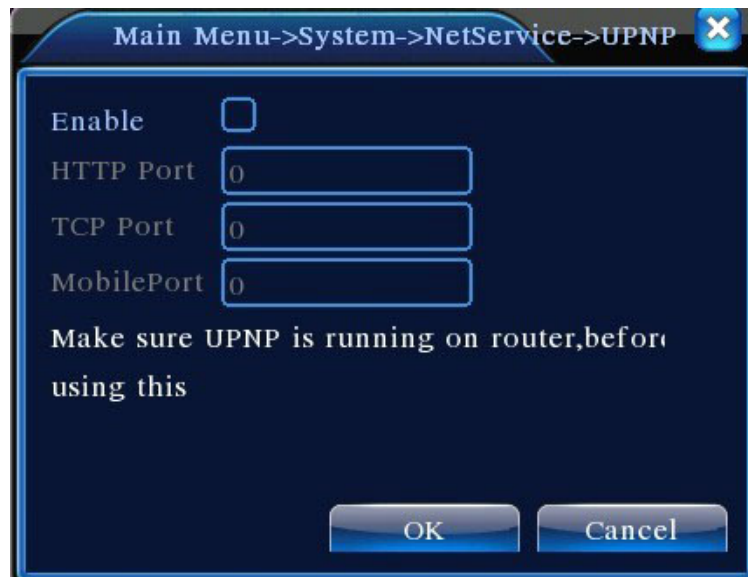 Main Menu->System->NetService->UPNP
Enable
HTTP Port 0
TCP Port 0
MobilePort 0
Make sure UPNP is running on router,before
using this
OK Cancel